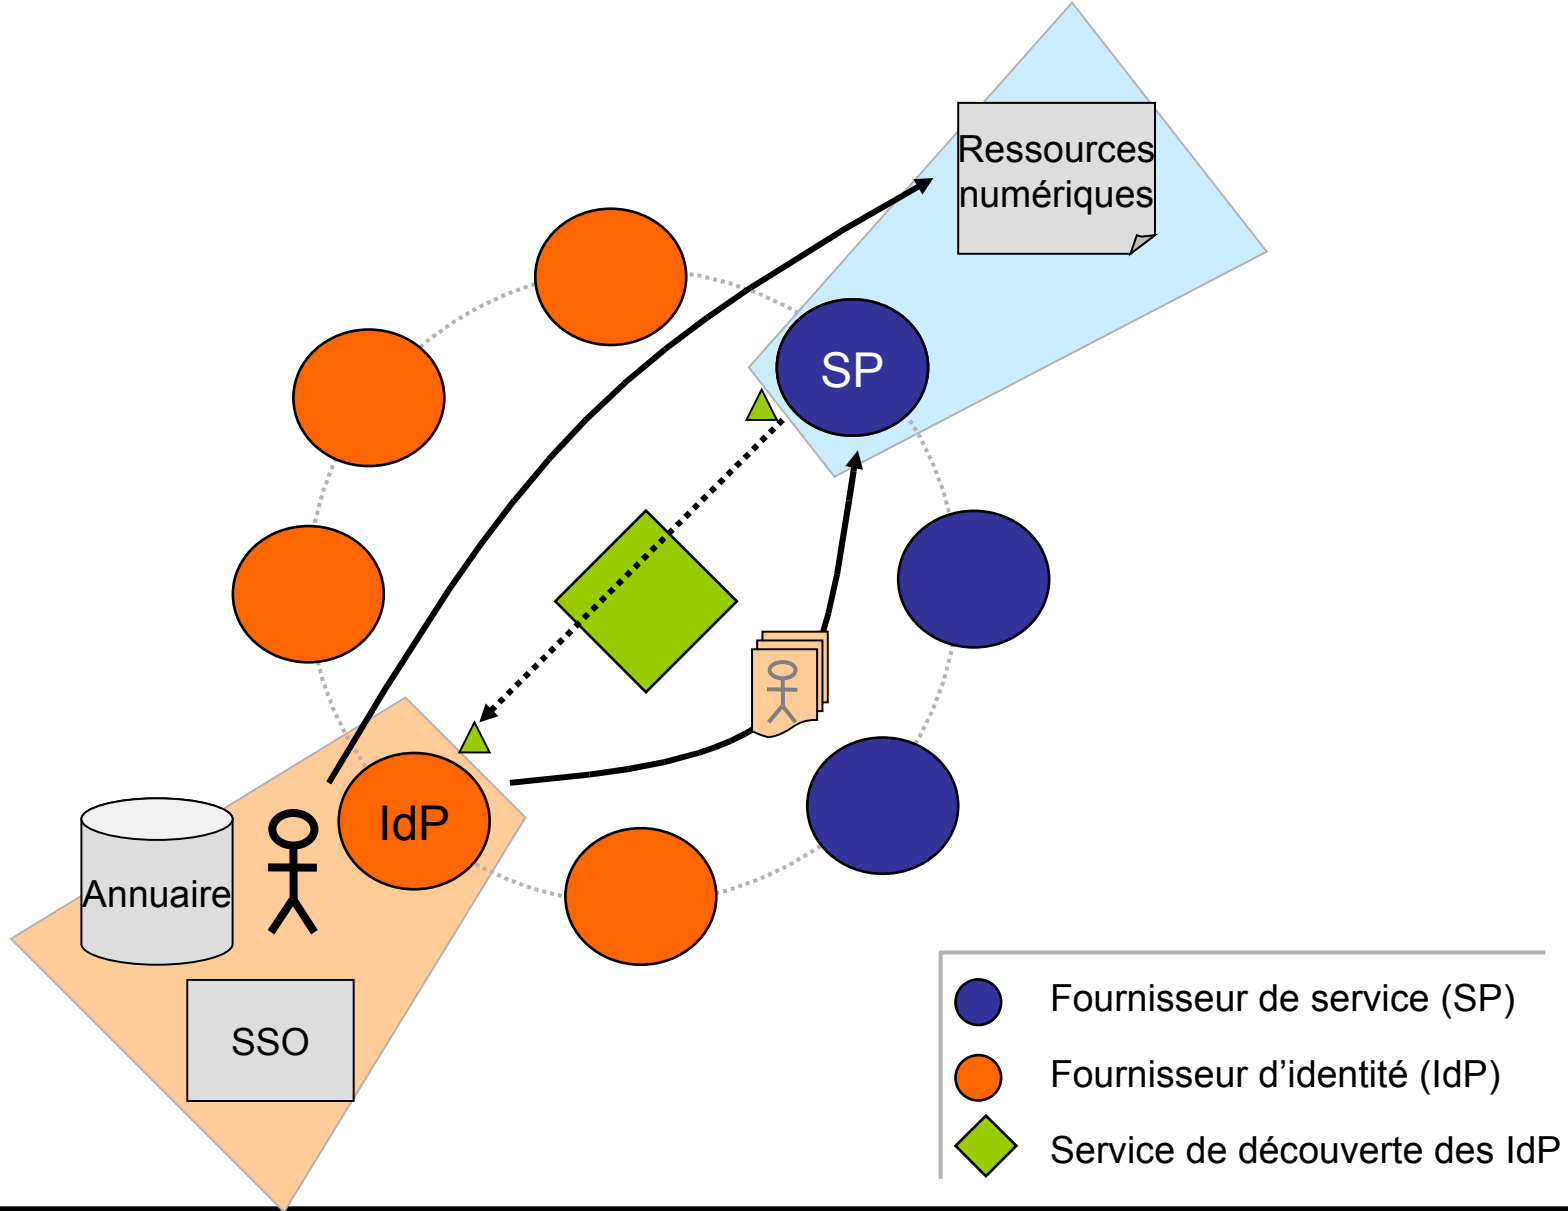 Ressources
numériques
SP
IdP
Annuaire
SSO
Fournisseur de service (SP)
Fournisseur d’identité (IdP)
Service de découverte des IdP